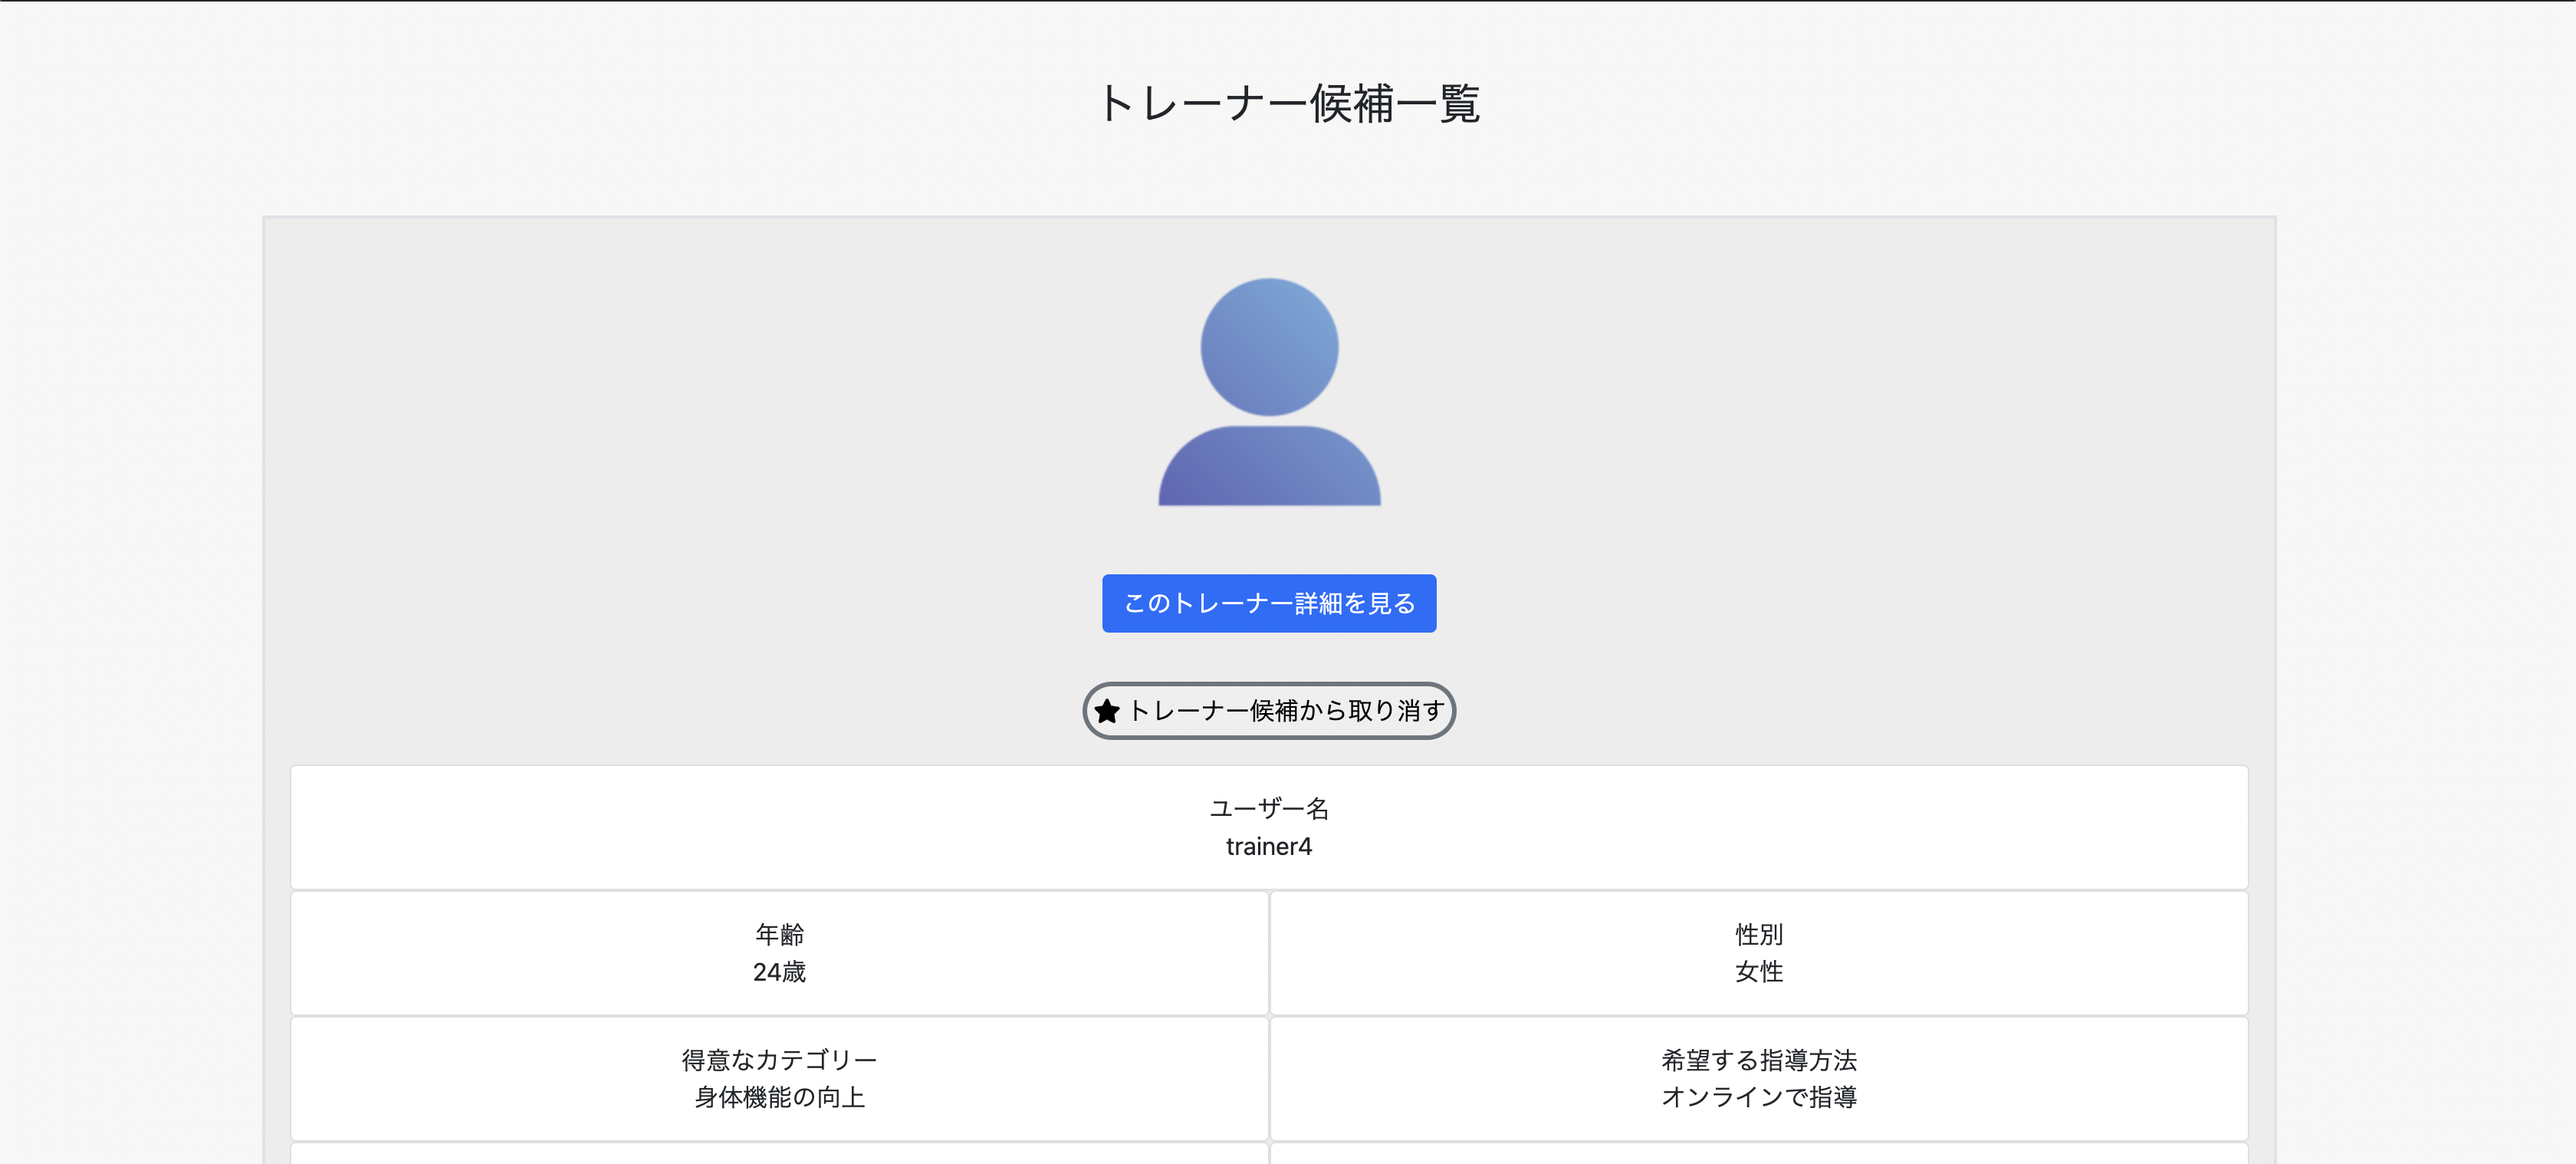 トレーナー候補一覧
このトレーナー詳細を見る
トレーナー候補から取り消す
ユーザー名
trainer4
年齢
24歳
性別
女性
得意なカテゴリー
身体機能の向上
希望する指導方法
オンラインで指導